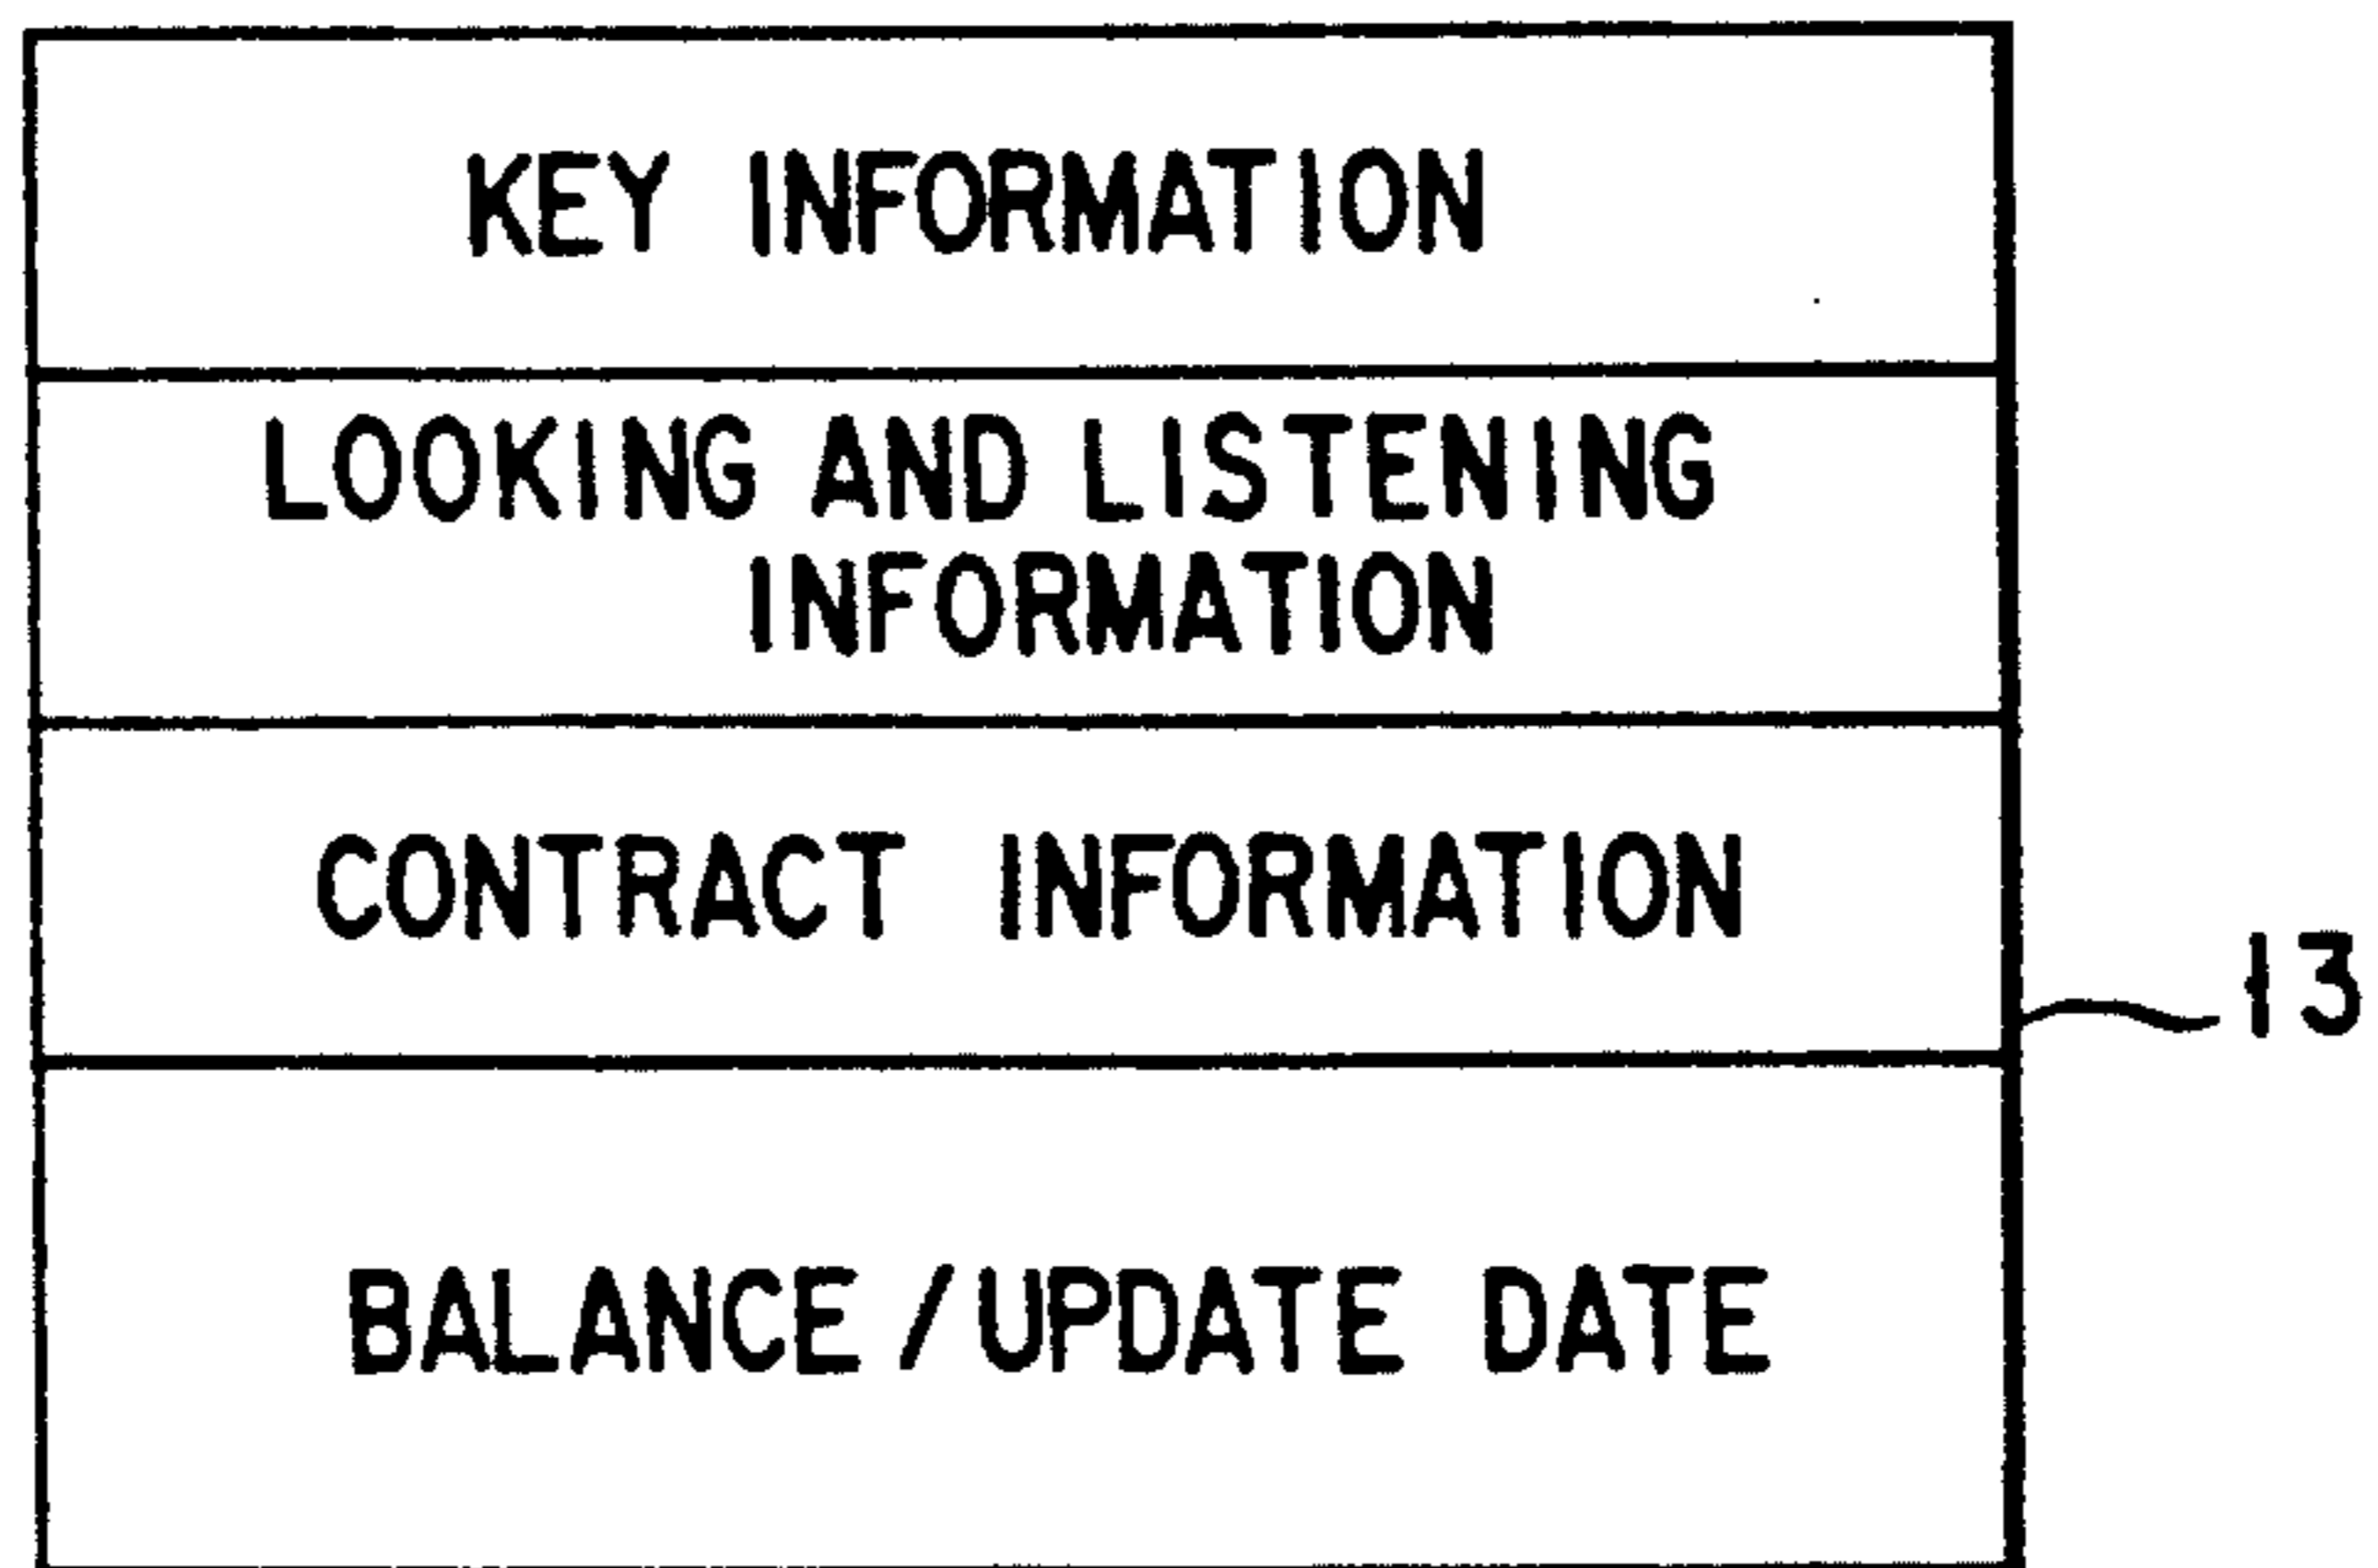 KEY INFORMATION
LOOKING AND LISTENING
INFORMATION
CONTRACT INFORMATION
13
BALANCE/UPDATE DATE